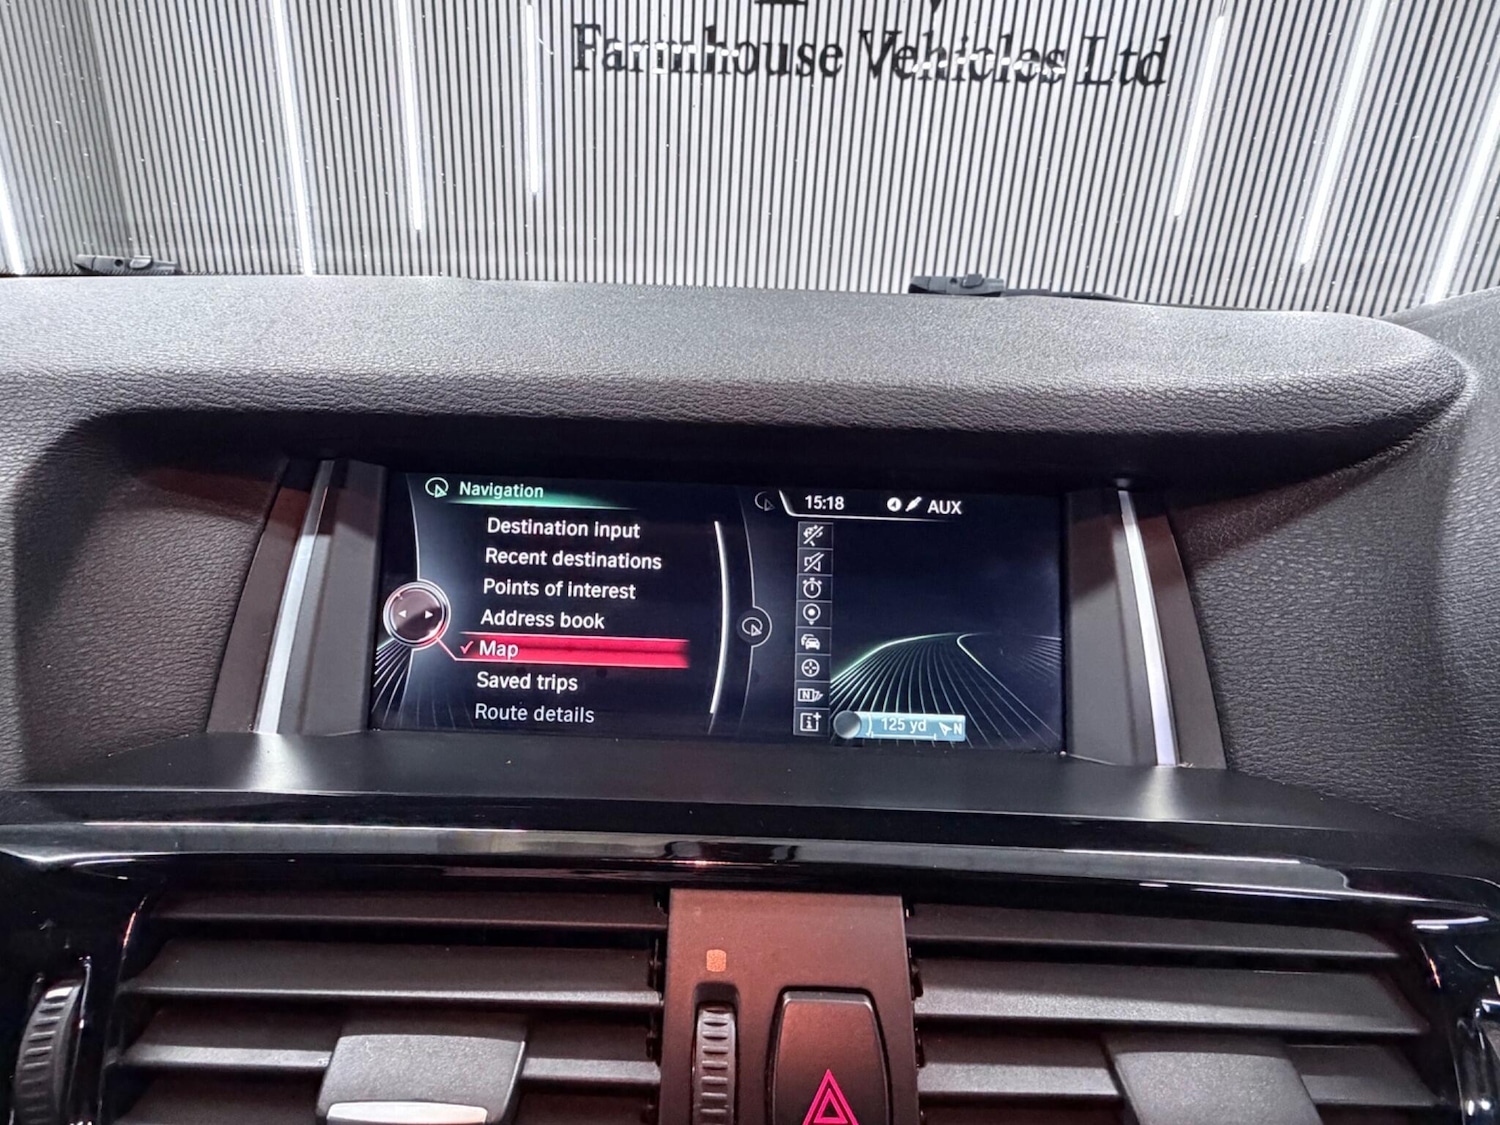 Farmhouse Vehicles Ltd
Navigation
Destination input
Recent destinations
Points of interest
Address book
Map
Saved trips
Route details
15:18
AUX
125 yd
N